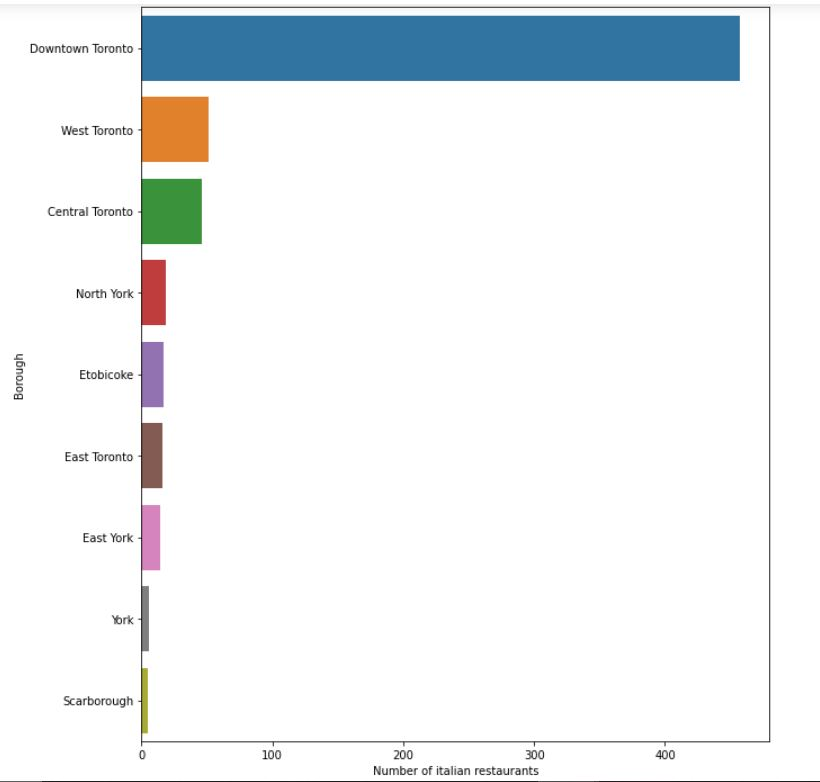 Downtown Toronto
West Toronto
Central Toronto
North York
Etobicoke
East Toronto
East York
York
Scarborough
Borough
0 100 200 300 400
Number of italian restaurants